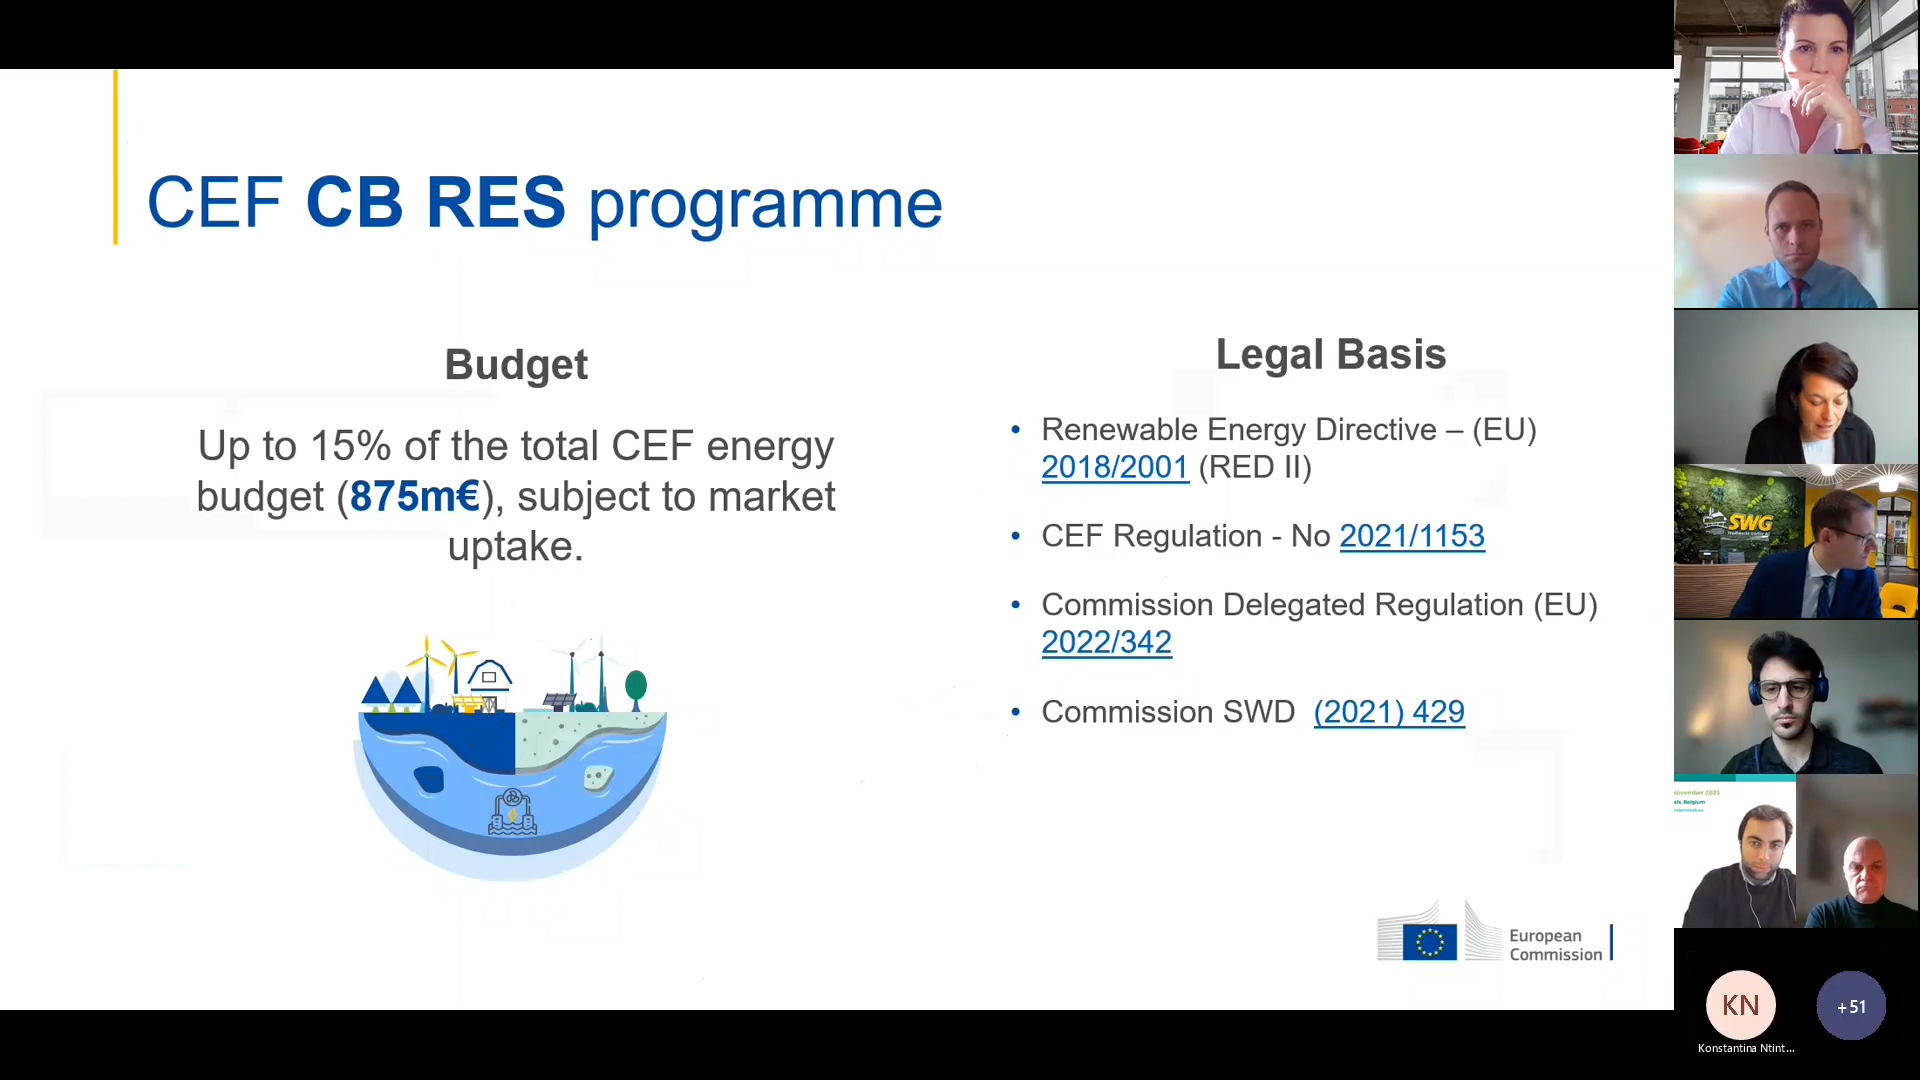 CEF CB RES programme
Budget
Up to 15% of the total CEF energy
budget (875m€), subject to market
uptake.
Legal Basis
• Renewable Energy Directive – (EU)
2018/2001 (RED II)
• CEF Regulation - No 2021/1153
• Commission Delegated Regulation (EU)
2022/342
• Commission SWD (2021) 429
European
Commission
SWG
KN
+51
Konstantina Ntint...